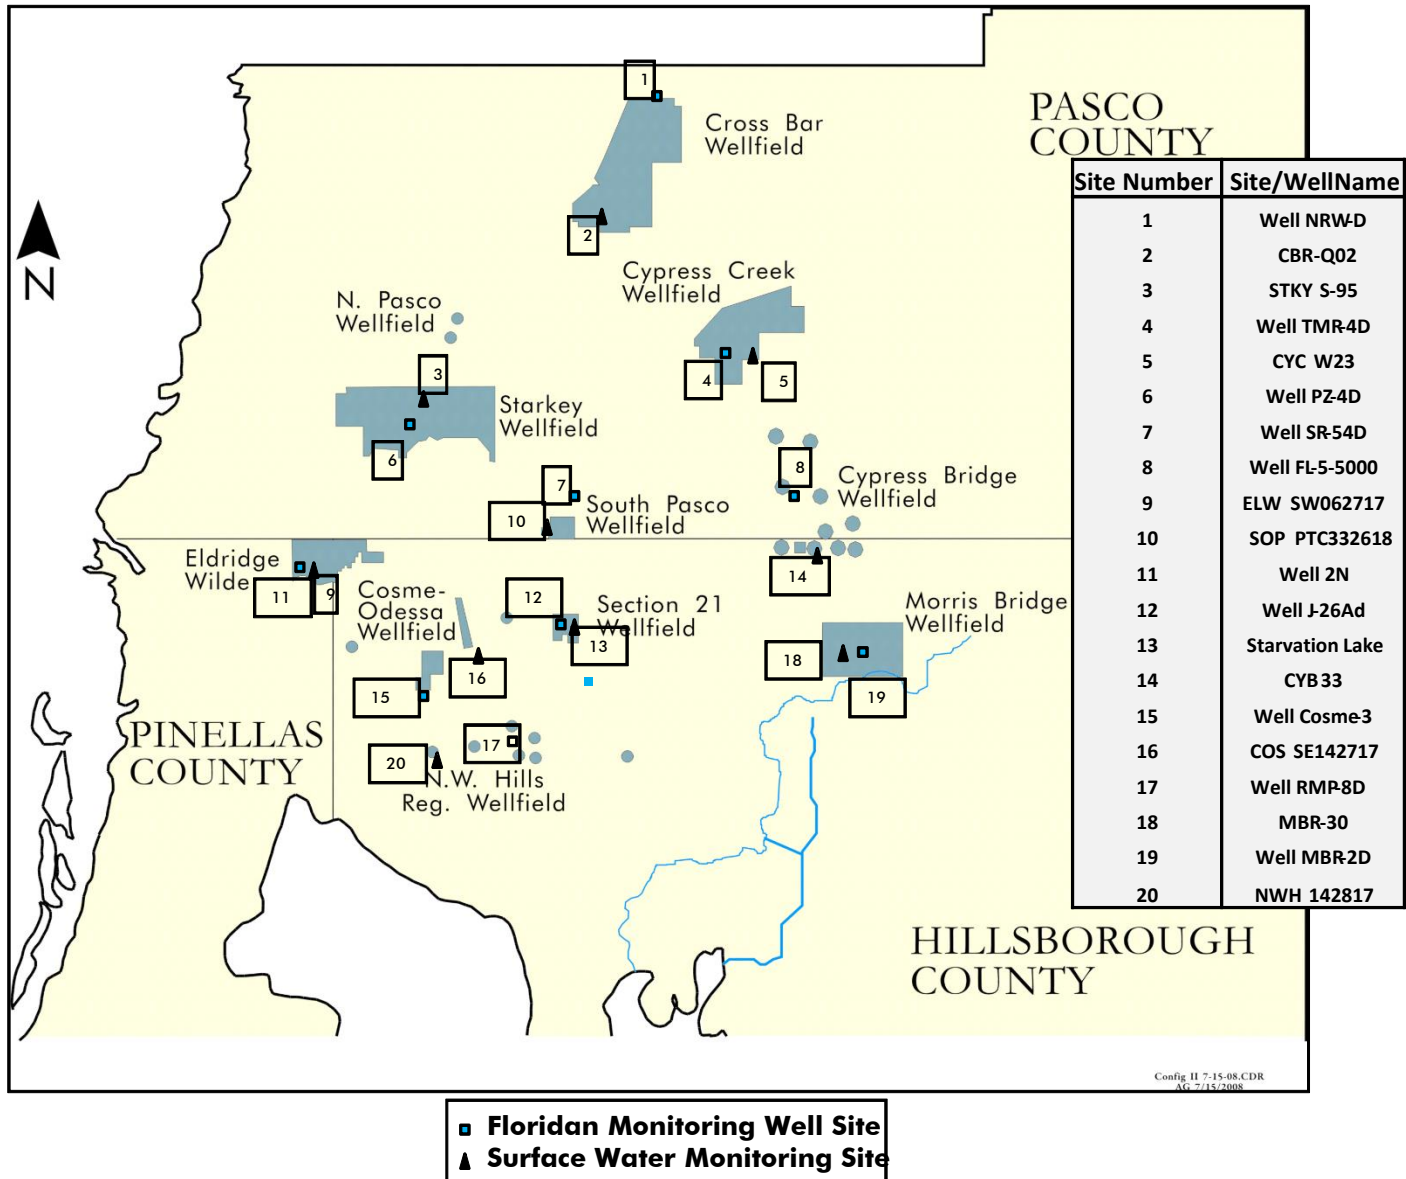 1
Cross Bar
Wellfield
PASCO
COUNTY
2
Cypress Creek
Wellfield
N
N. Pasco
Wellfield
3
4
5
Starkey
Wellfield
6
7
8
Cypress Bridge
Wellfield
10
South Pasco
Wellfield
Eldridge
Wilde
11
9
Cosme-
Odessa
Wellfield
12
Section 21
Wellfield
13
14
Morris Bridge
Wellfield
18
19
15
16
17
20
N.W. Hills
Reg. Wellfield
PINELLAS
COUNTY
HILLSBOROUGH
COUNTY
Site Number Site/WellName
1 Well NRW-D
2 CBR-Q02
3 STKY S-95
4 Well TMR-4D
5 CYC W23
6 Well PZ-4D
7 Well SR-54D
8 Well FL-5-5000
9 ELW SW062717
10 SOP PTC332618
11 Well 2N
12 Well J-26Ad
13 Starvation Lake
14 CYB33
15 Well Cosme-3
16 COS SE142717
17 Well RMP-8D
18 MBR-30
19 Well MBR-2D
20 NWH 142817
Config II 7-15-08.CDR
AG 7/15/2008
Floridan Monitoring Well Site
Surface Water Monitoring Site